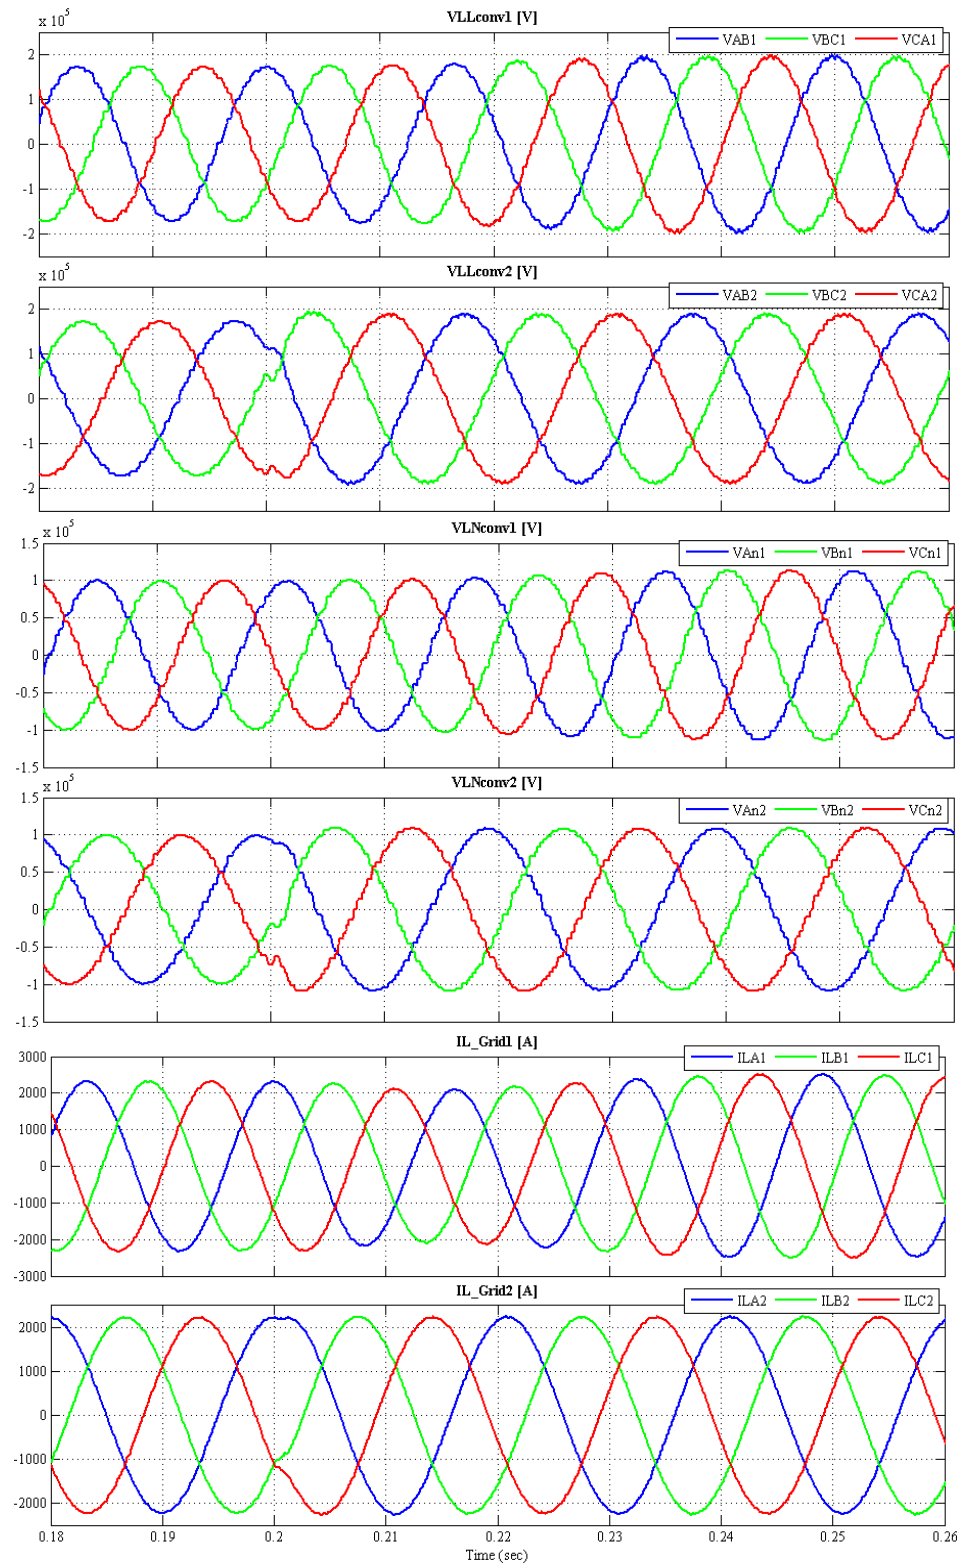 VLLconv1 [V]
x 10^5
VAB1 VBC1 VCA1
2
1
0
-1
-2
VLLconv2 [V]
x 10^5
VAB2 VBC2 VCA2
2
1
0
-1
-2
VLNconv1 [V]
x 10^5
VAn1 VBn1 VCn1
1.5
1
0.5
0
-0.5
-1
-1.5
VLNconv2 [V]
x 10^5
VAn2 VBn2 VCn2
1.5
1
0.5
0
-0.5
-1
-1.5
IL_Grid1 [A]
ILA1 ILB1 ILC1
3000
2000
1000
0
-1000
-2000
-3000
IL_Grid2 [A]
ILA2 ILB2 ILC2
2000
1000
0
-1000
-2000
0.18 0.19 0.2 0.21 0.22 0.23 0.24 0.25 0.26
Time (sec)